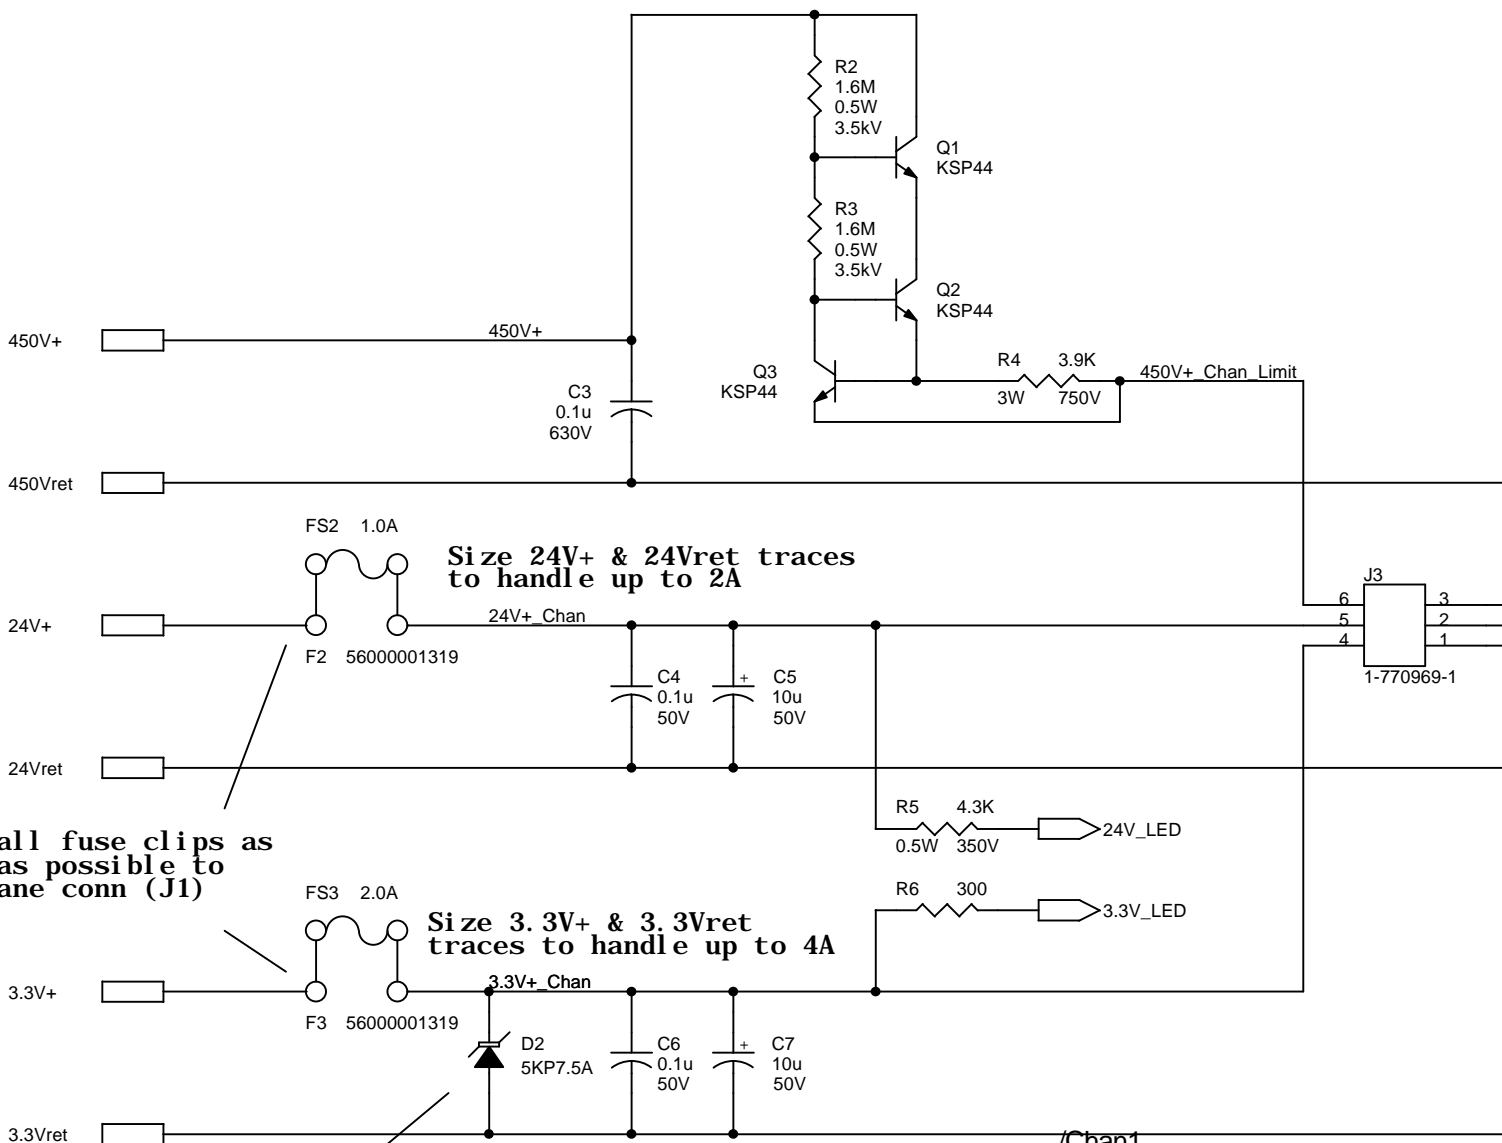 R2
1.6M
0.5W
3.5kV
Q1
KSP44
R3
1.6M
0.5W
3.5kV
Q2
KSP44
450V+
450V+
Q3
KSP44
R4 3.9K
3W 750V
450V+_Chan_Limit
C3
0.1u
630V
450Vret
FS2 1.0A
Size 24V+ & 24Vret traces
to handle up to 2A
24V+
24V+_Chan
F2 56000001319
J3
6 3
5 2
4 1
1-770969-1
C4
0.1u
50V
+ C5
10u
50V
24Vret
R5 4.3K
0.5W 350V
24V_LED
all fuse clips as
as possible to
ane conn (J1)
R6 300
3.3V_LED
FS3 2.0A
Size 3.3V+ & 3.3Vret
traces to handle up to 4A
3.3V+
3.3V+_Chan
F3 56000001319
D2
5KP7.5A
C6
0.1u
50V
+ C7
10u
50V
3.3Vret
/Chan1